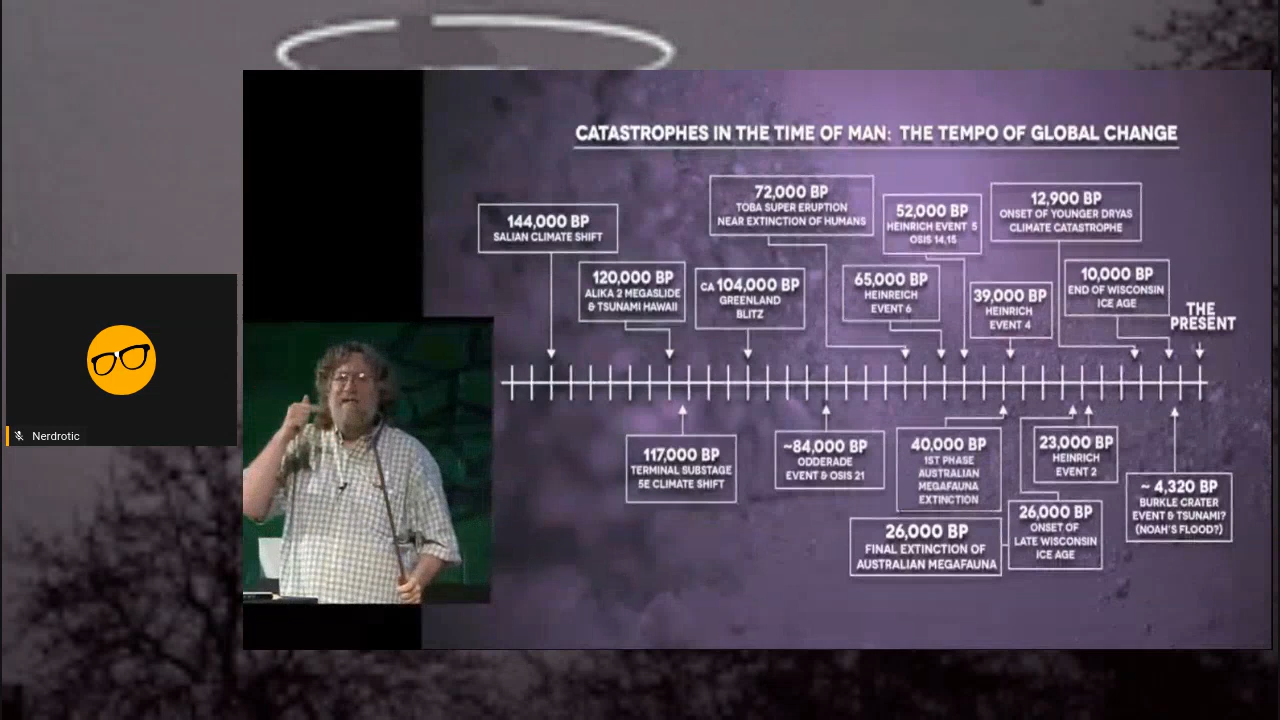 CATASTROPHES IN THE TIME OF MAN: THE TEMPO OF GLOBAL CHANGE
144,000 BP
SALIAN CLIMATE SHIFT
120,000 BP
ALIKA 2 MEGASLIDE
& TSUNAMI HAWAII
CA 104,000 BP
GREENLAND
BLITZ
72,000 BP
TOBA SUPER ERUPTION
NEAR EXTINCTION OF HUMANS
65,000 BP
HEINREICH
EVENT 6
52,000 BP
HEINRICH EVENT 5
OSIS 14,15
39,000 BP
HEINRICH
EVENT 4
12,900 BP
ONSET OF YOUNGER DRYAS
CLIMATE CATASTROPHE
10,000 BP
END OF WISCONSIN
ICE AGE
THE
PRESENT
117,000 BP
TERMINAL SUBSTAGE
5E CLIMATE SHIFT
~84,000 BP
ODDERADE
EVENT & OSIS 21
40,000 BP
1ST PHASE
AUSTRALIAN
MEGAFAUNA
EXTINCTION
26,000 BP
FINAL EXTINCTION OF
AUSTRALIAN MEGAFAUNA
26,000 BP
ONSET OF
LATE WISCONSIN
ICE AGE
23,000 BP
HEINRICH
EVENT 2
~ 4,320 BP
BURKLE CRATER
EVENT & TSUNAMI?
(NOAH'S FLOOD?)
Nerdrotic